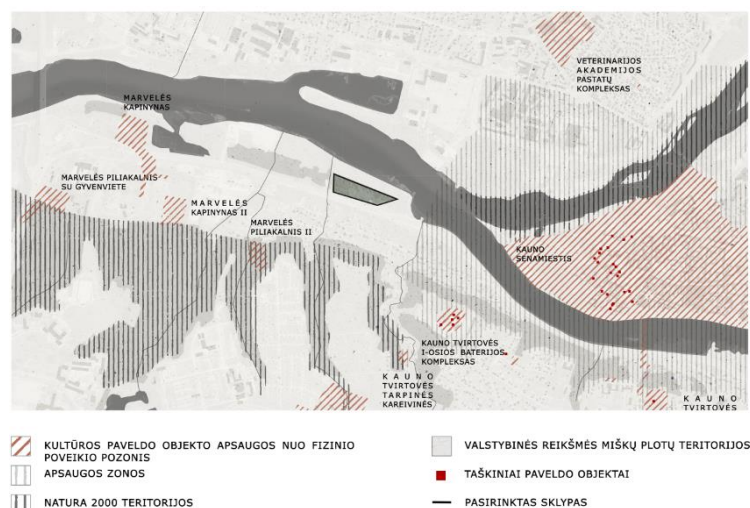 VETERINARIJOS
AKADEMIJOS
PASTATŲ
KOMPLEKSAS
MARVELĖS
KAPINYNAS
MARVELĖS PILIAKALNIS
SU GYVENVIETE
MARVELĖS
KAPINYNAS II
MARVELĖS
PILIAKALNIS II
KAUNO
SENAMIESTIS
KAUNO TVIRTOVĖS
I-OSIOS BATERIJOS
KOMPLEKSAS
KAUNO
TVIRTOVĖS
TARPINĖS
KAREIVINĖS
KAUNO
TVIRTOVĖS
KULTŪROS PAVELDO OBJEKTO APSAUGOS NUO FIZINIO
POVEIKIO POZONIS
APSAUGOS ZONOS
NATURA 2000 TERITORIJOS
VALSTYBINĖS REIKŠMĖS MIŠKŲ PLOTŲ TERITORIJOS
TAŠKINIAI PAVELDO OBJEKTAI
PASIRINKTAS SKLYPAS